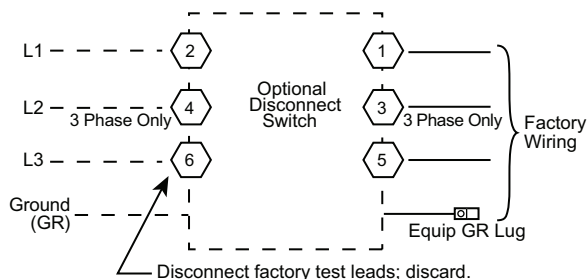 L1 2 1
L2 4 Optional Disconnect Switch 3
3 Phase Only 3 Phase Only
Factory Wiring
L3 6 5
Ground (GR)
Equip GR Lug
Disconnect factory test leads; discard.